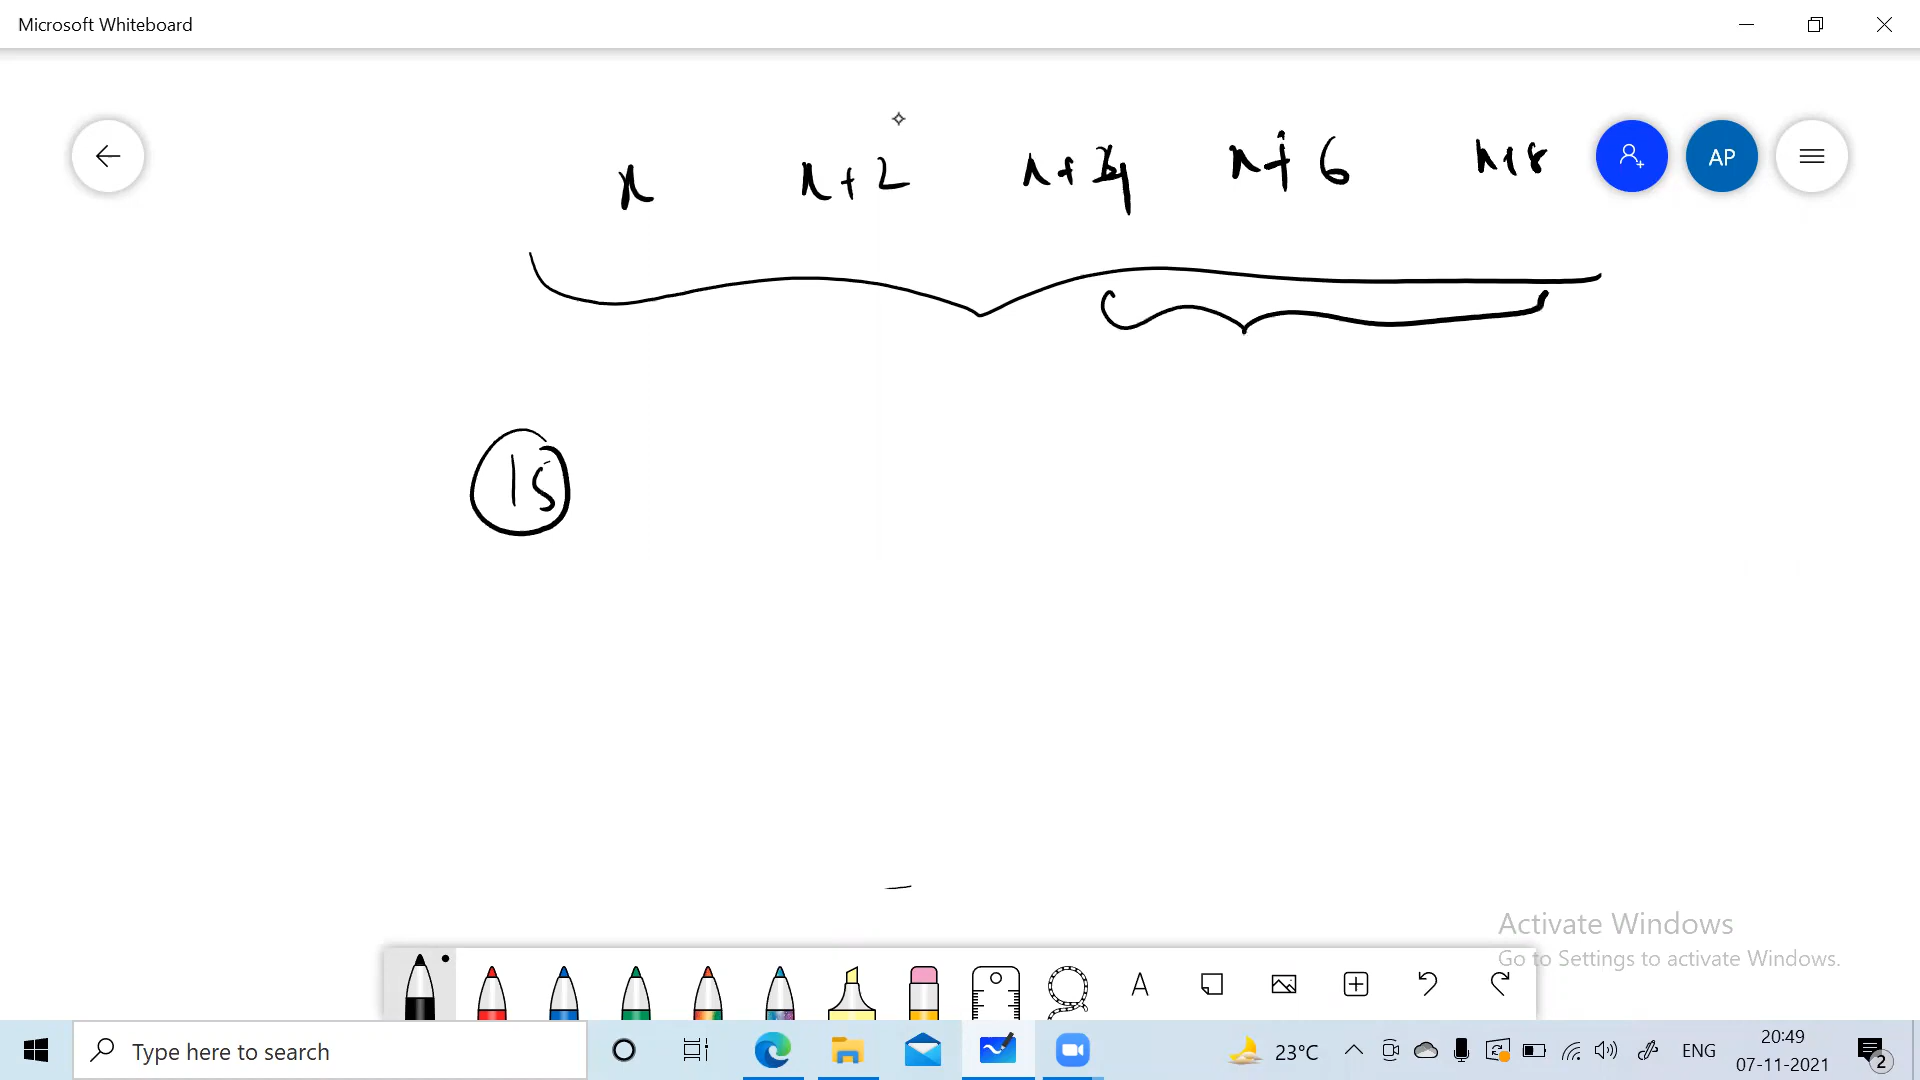 Microsoft Whiteboard
x x+2 x+4 x+6 x+8
AP
15
Activate Windows
Go to Settings to activate Windows.
A
Type here to search
23°C ENG 20:49
07-11-2021
2